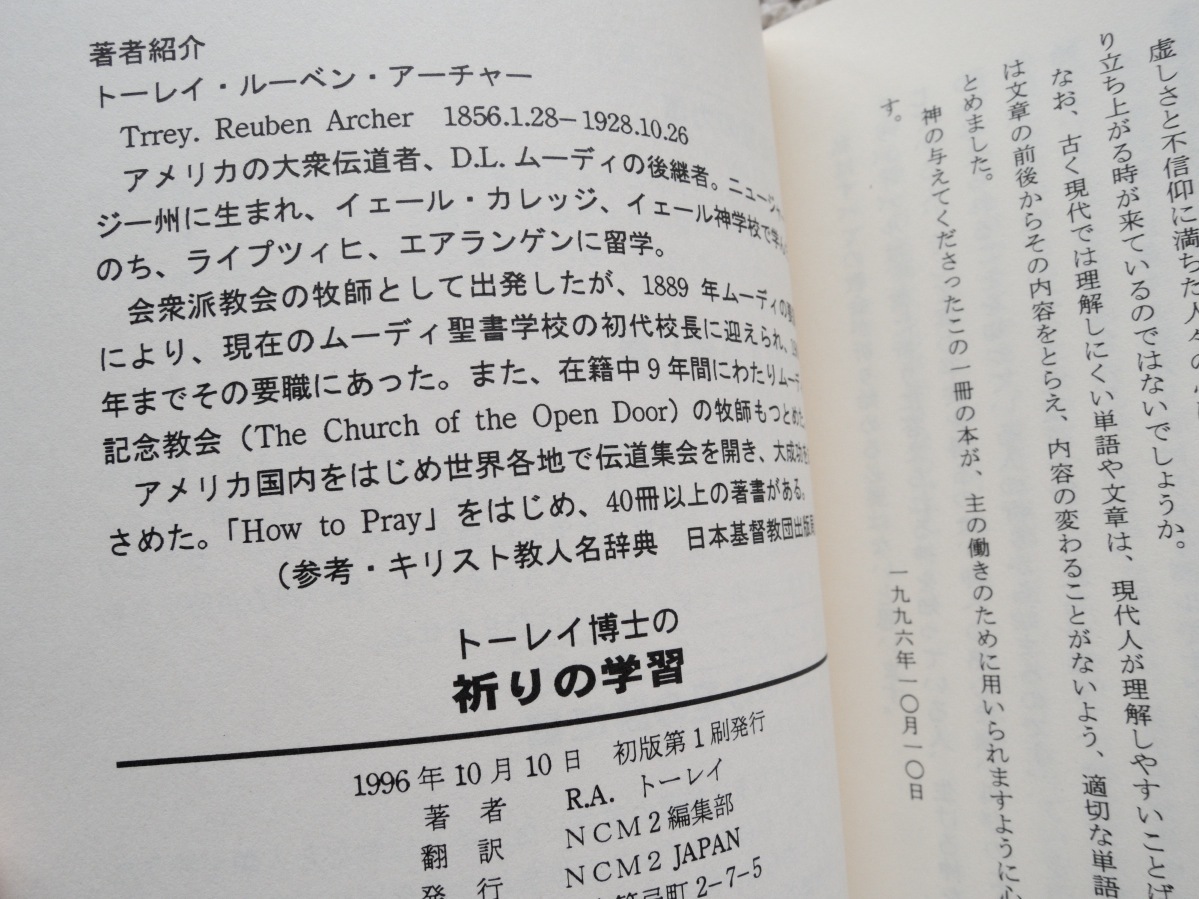 著者紹介
トーレイ・ルーベン・アーチャー
Trrey. Reuben Archer 1856.1.28－1928.10.26
アメリカの大衆伝道者、D.L.ムーディの後継者。ニュージャー
ジー州に生まれ、イェール・カレッジ、イェール神学校で学んだ
のち、ライプツィヒ、エアランゲンに留学。
会衆派教会の牧師として出発したが、1889 年ムーディの
により、現在のムーディ聖書学校の初代校長に迎えられ、
年までその要職にあった。また、在籍中9年間にわたりムーデ
記念教会（The Church of the Open Door）の牧師もつとめた
アメリカ国内をはじめ世界各地で伝道集会を開き、大成功を
さめた。「How to Pray」をはじめ、40冊以上の著書がある。
（参考・キリスト教人名辞典 日本基督教団出版
トーレイ博士の
祈りの学習
1996年10月10日 初版第1刷発行
著 者 R.A. トーレイ
翻 訳 NCM2編集部
発 行 NCM2 JAPAN
町2-7-5
虚しさと不信仁に満ちた人々の
り立ち上がる時が来ているのではないでしょうか。
なお、古く現代では理解しにくい単語や文章は、現代人が理解しやすいことば
は文章の前後からその内容をとらえ、内容の変わることがないよう、適切な単語
とめました。
神の与えてくださったこの一冊の本が、主の働きのために用いられますように心
す。
一九九六年一〇月一〇日